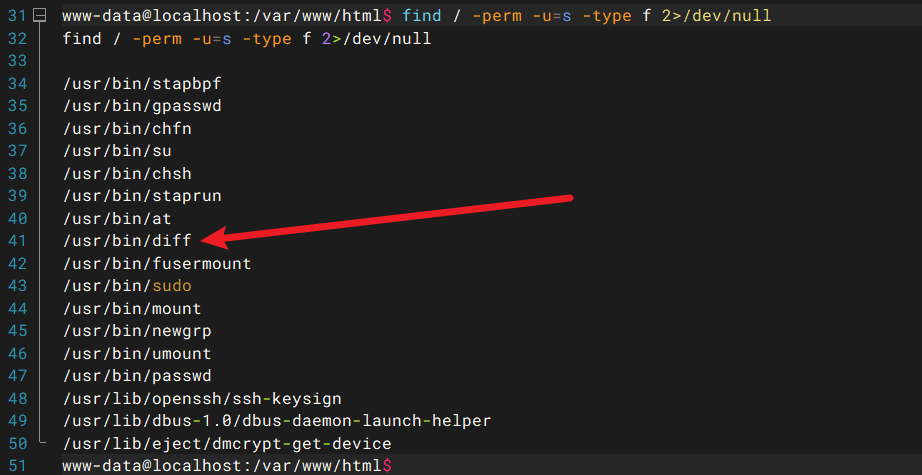 31 www-data@localhost:/var/www/html$ find / -perm -u=s -type f 2>/dev/null
32 find / -perm -u=s -type f 2>/dev/null
33
34 /usr/bin/stapbpf
35 /usr/bin/gpasswd
36 /usr/bin/chfn
37 /usr/bin/su
38 /usr/bin/chsh
39 /usr/bin/staprun
40 /usr/bin/at
41 /usr/bin/diff
42 /usr/bin/fusermount
43 /usr/bin/sudo
44 /usr/bin/mount
45 /usr/bin/newgrp
46 /usr/bin/umount
47 /usr/bin/passwd
48 /usr/lib/openssh/ssh-keysign
49 /usr/lib/dbus-1.0/dbus-daemon-launch-helper
50 /usr/lib/eject/dmcrypt-get-device
51 www-data@localhost:/var/www/html$